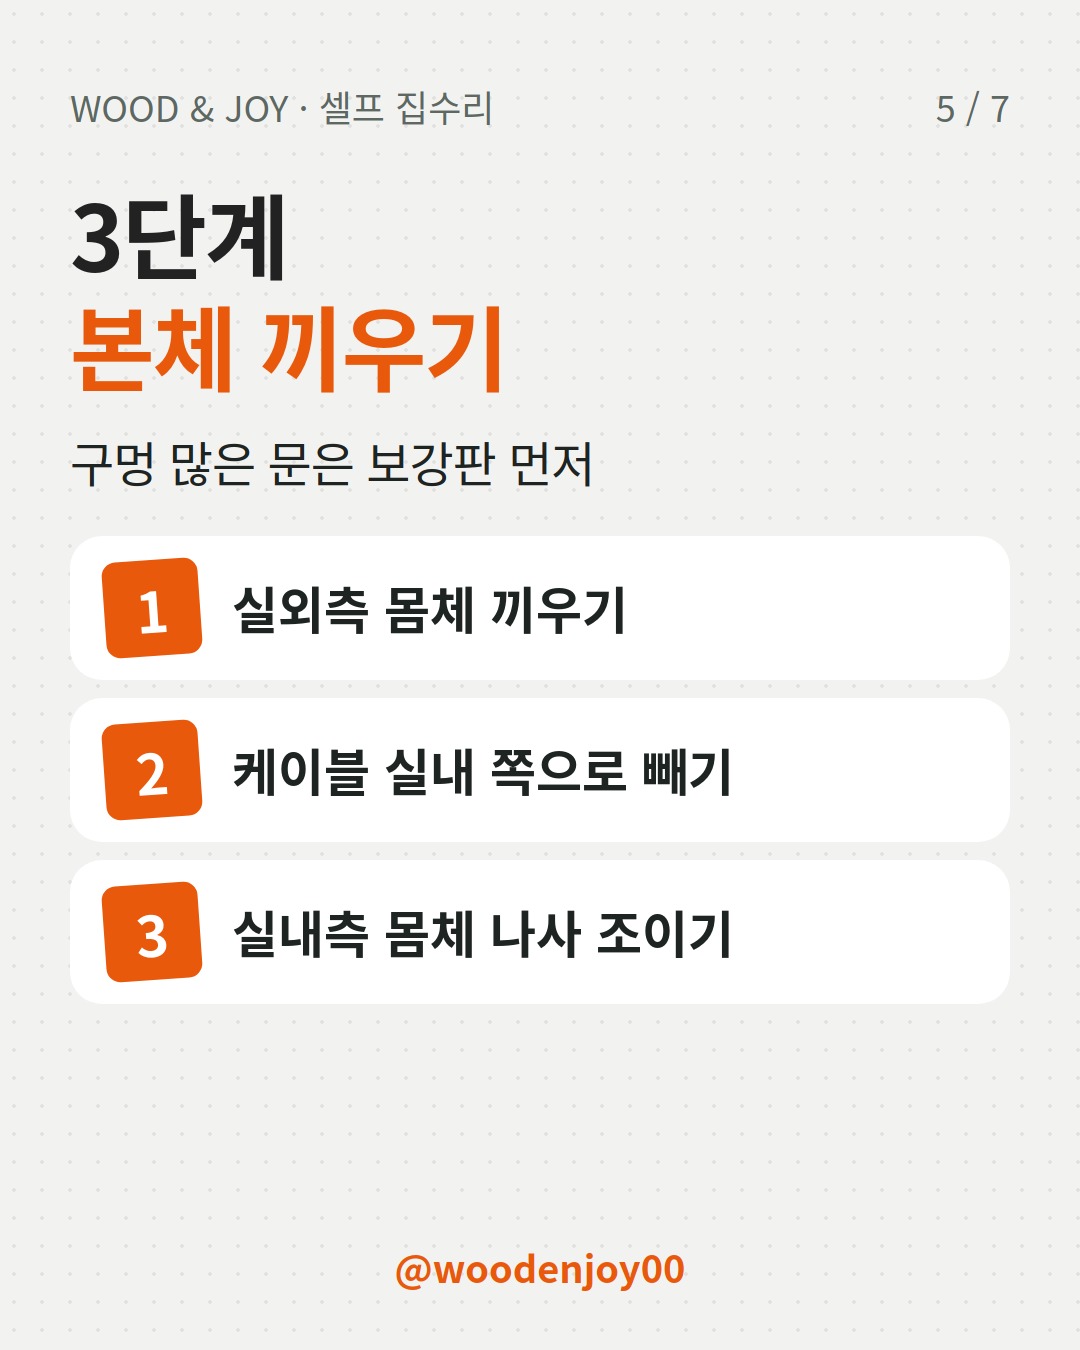 WOOD & JOY · 셀프 집수리
5 / 7
3단계
본체 끼우기
구멍 많은 문은 보강판 먼저
1 실외측 몸체 끼우기
2 케이블 실내 쪽으로 빼기
3 실내측 몸체 나사 조이기
@woodenjoy00